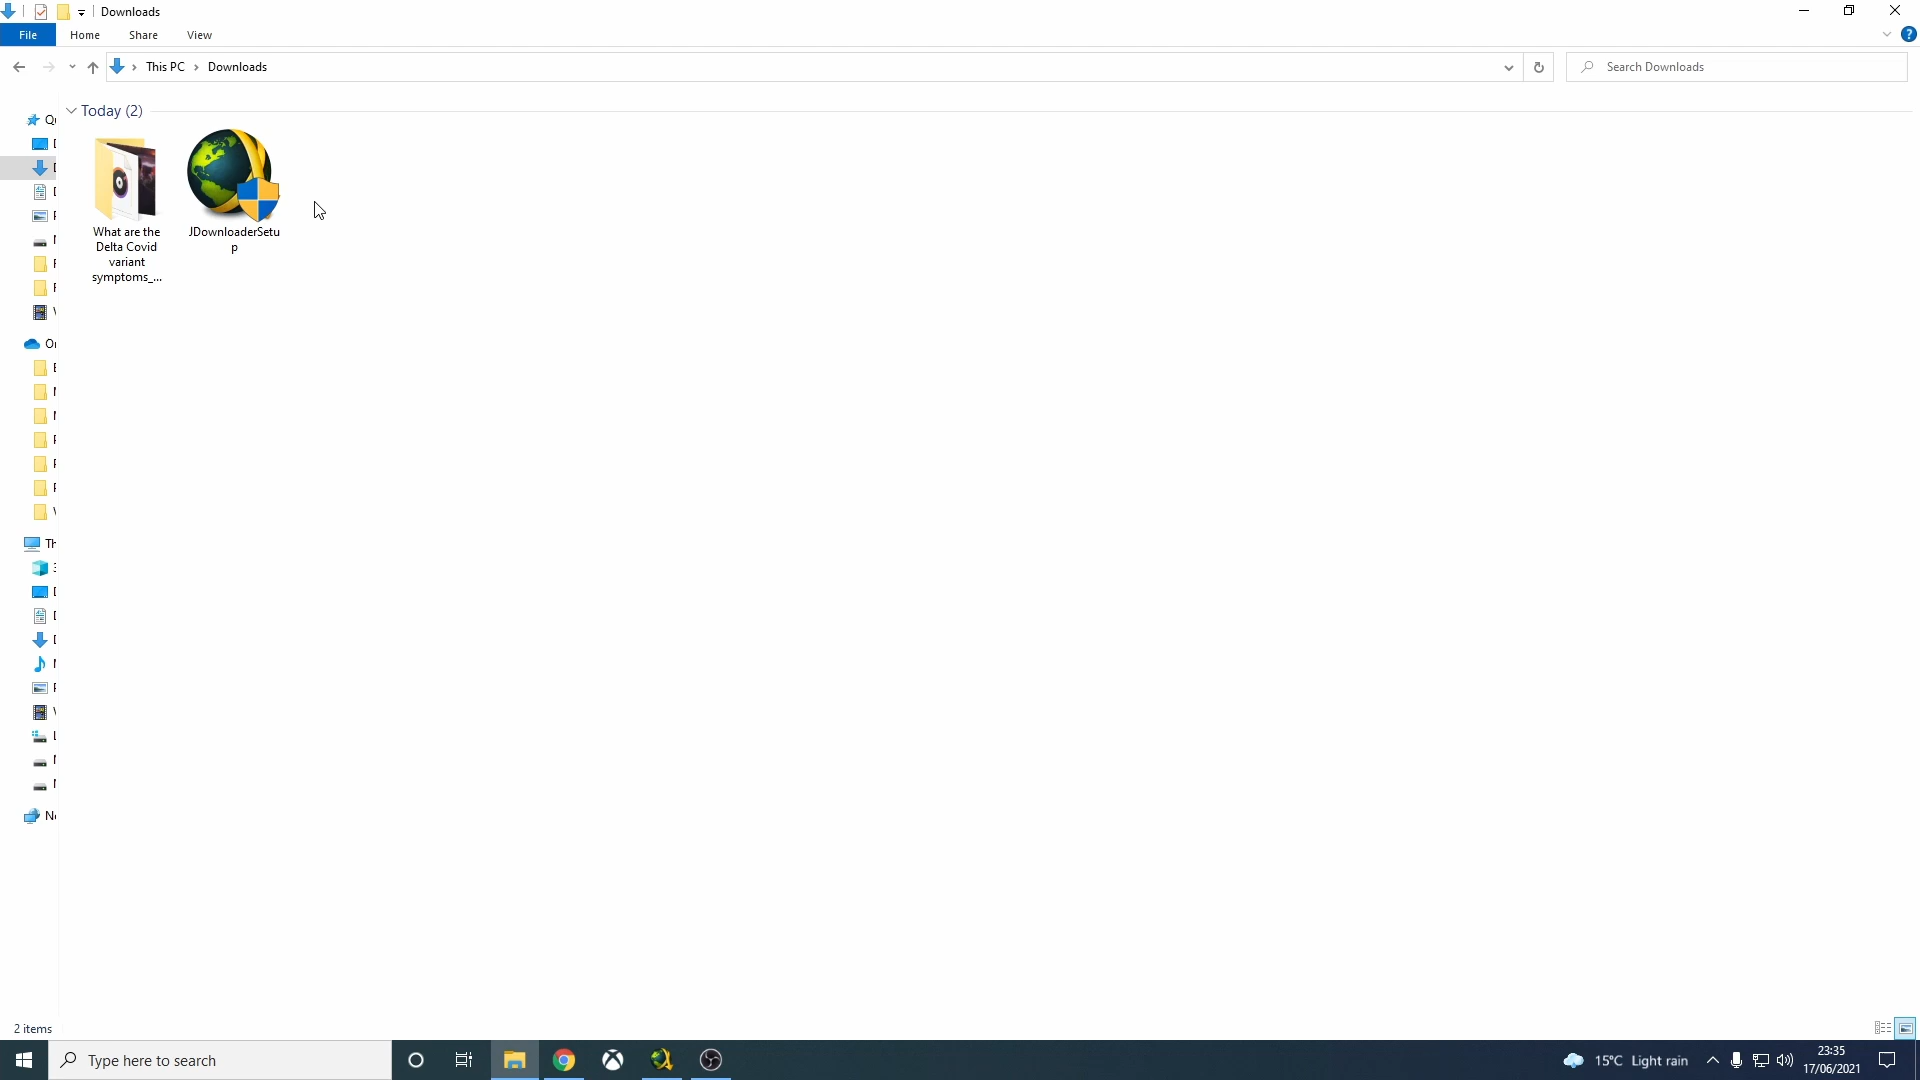 Downloads
File Home Share View
This PC Downloads
Search Downloads
Today (2)
What are the
Delta Covid
variant
symptoms_...
JDownloaderSetu
p
2 items
Type here to search
15°C Light rain
23:35
17/06/2021